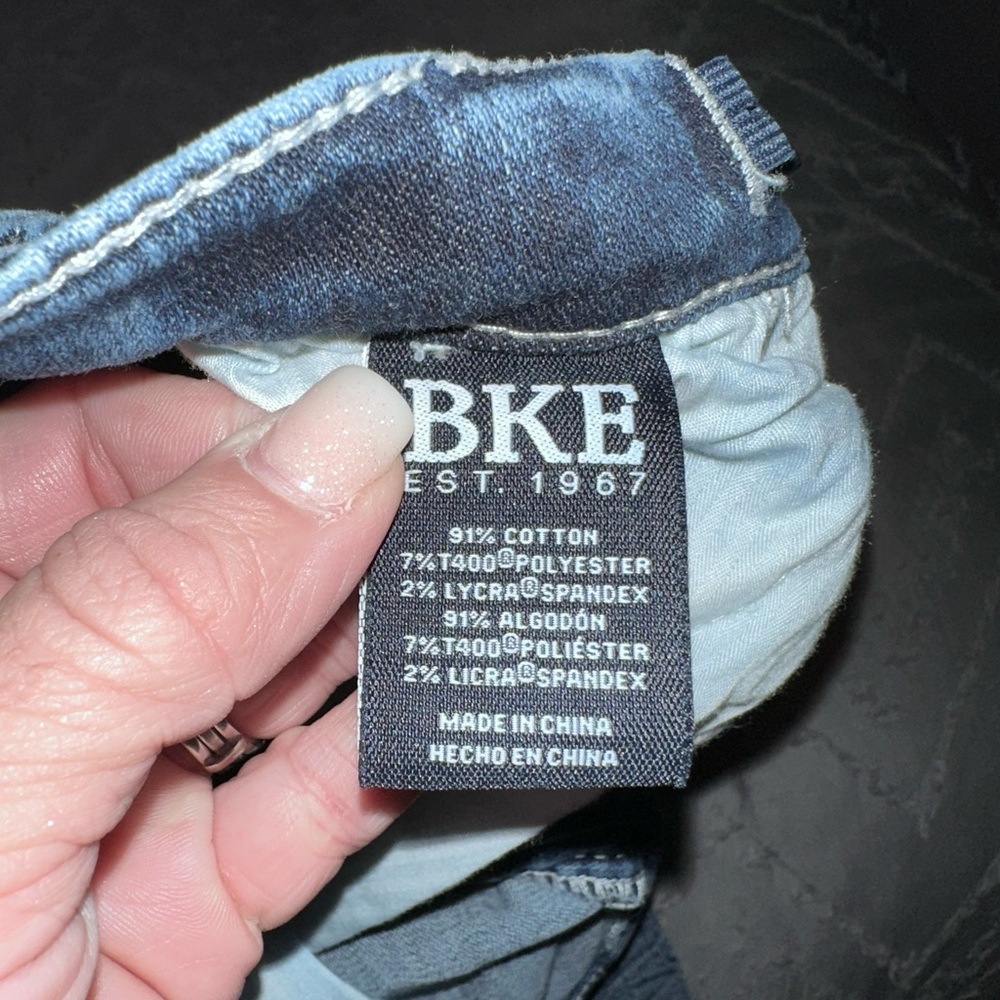 BKE
EST. 1967
91% COTTON
7%T400®POLYESTER
2% LYCRA®SPANDEX
91% ALGODÓN
7%T400®POLIÉSTER
2% LICRA®SPANDEX
MADE IN CHINA
HECHO EN CHINA